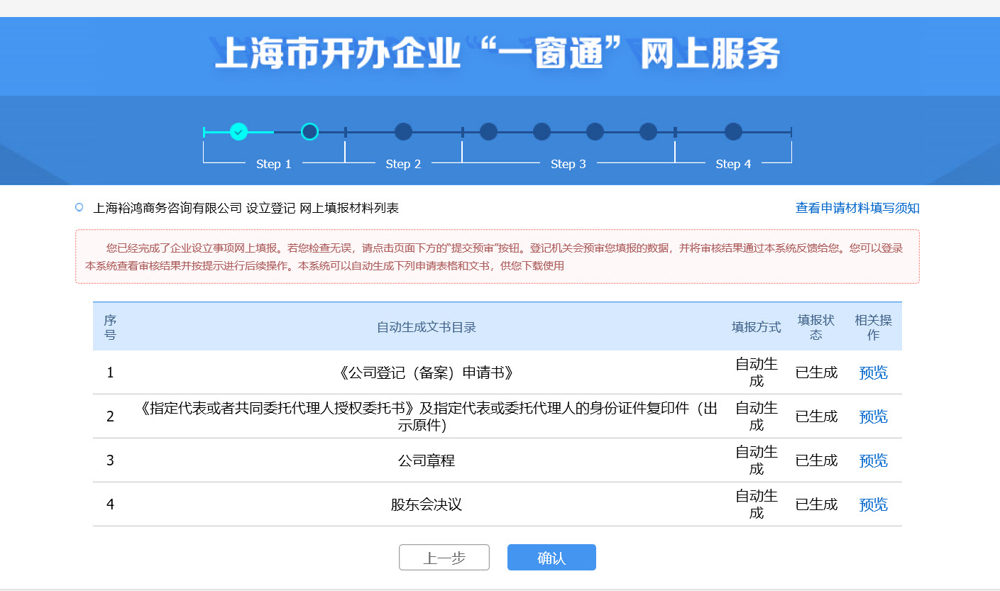 上海市开办企业“一窗通”网上服务
Step 1
Step 2
Step 3
Step 4
上海裕鸿商务咨询有限公司 设立登记 网上填报材料列表
查看申请材料填写须知
您已经完成了企业设立事项网上填报。若您检查无误，请点击页面下方的“提交预审”按钮。登记机关会预审您填报的数据，并将审核结果通过本系统反馈给您。您可以登录
本系统查看审核结果并按提示进行后续操作。本系统可以自动生成下列申请表格和文书，供您下载使用
序
号
自动生成文书目录
填报方式
填报状
态
相关操
作
1
《公司登记（备案）申请书》
自动生
成
已生成
预览
2
《指定代表或者共同委托代理人授权委托书》及指定代表或委托代理人的身份证件复印件（出
示原件）
自动生
成
已生成
预览
3
公司章程
自动生
成
已生成
预览
4
股东会决议
自动生
成
已生成
预览
上一步
确认